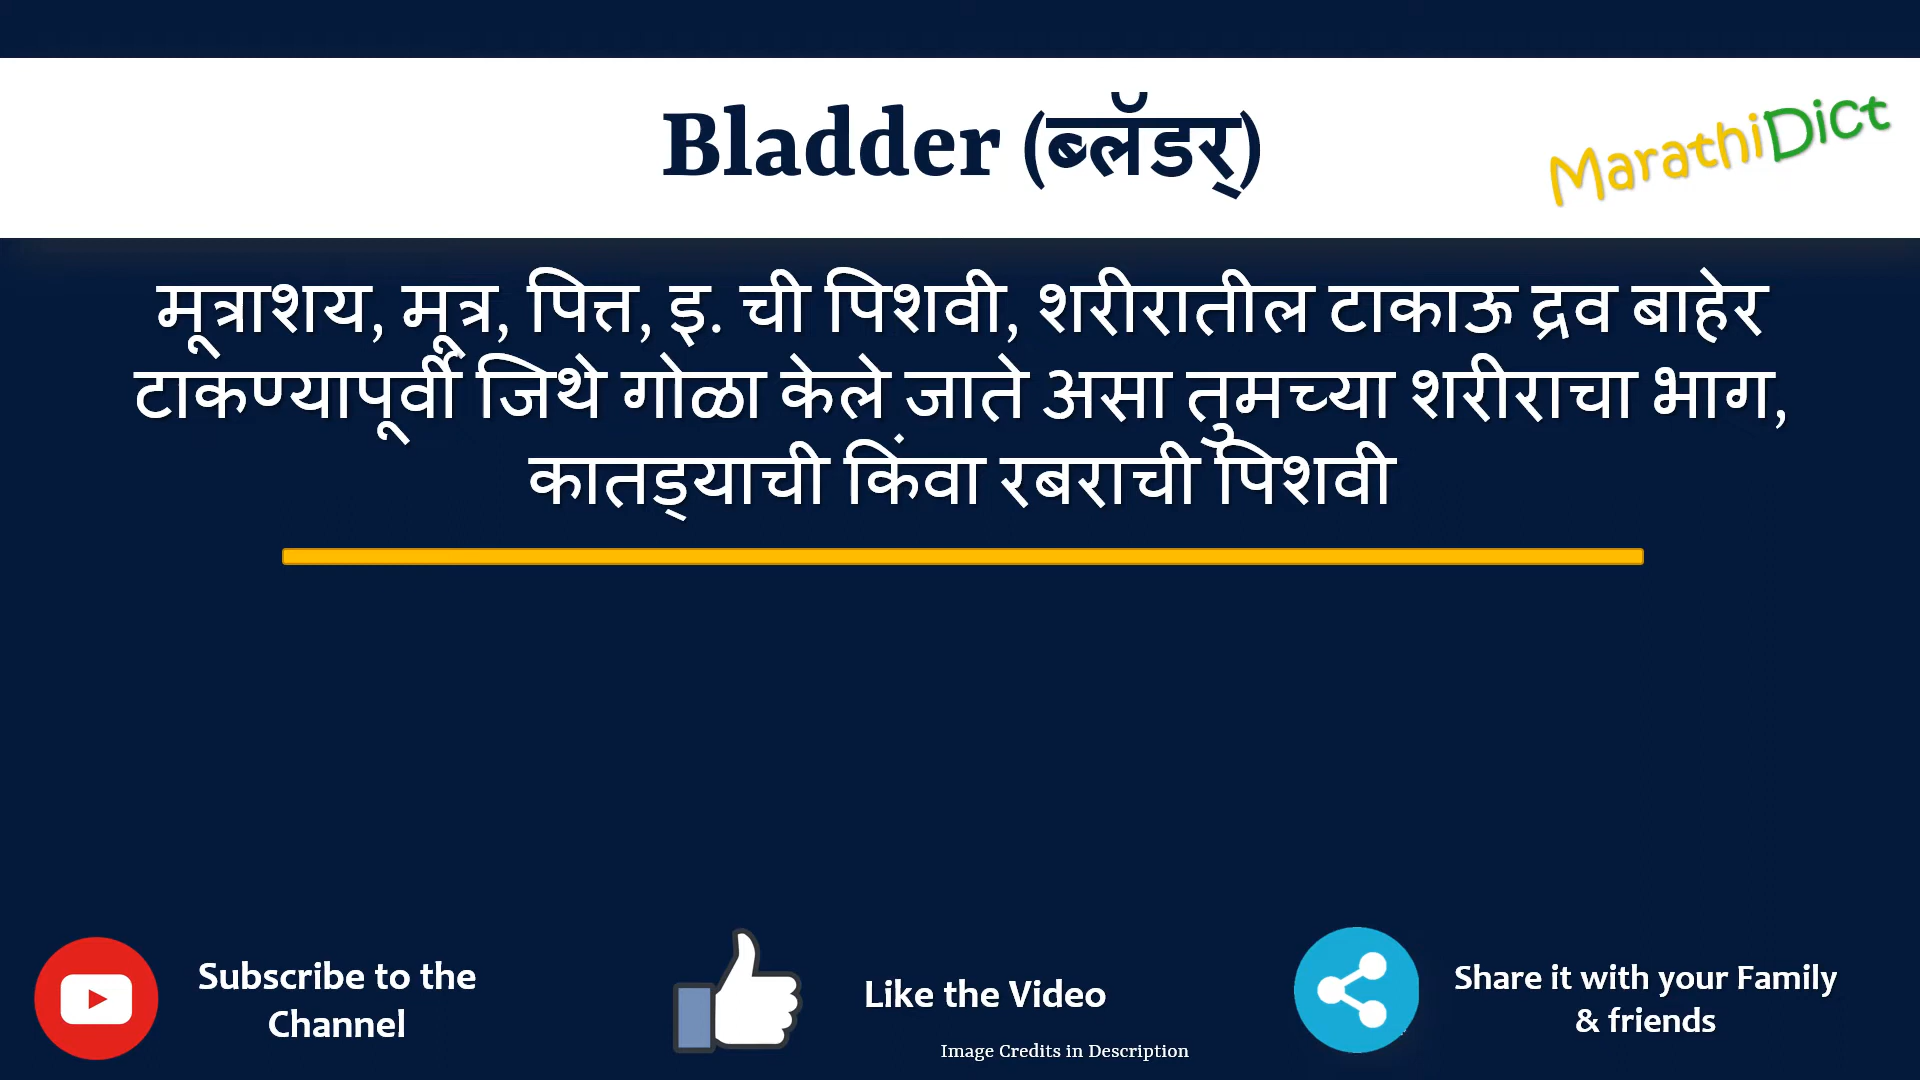 Bladder (ब्लॅडर्)
MarathiDict
मूत्राशय, मूत्र, पित्त, इ. ची पिशवी, शरीरातील टाकाऊ द्रव बाहेर
टाकण्यापूर्वी जिथे गोळा केले जाते असा तुमच्या शरीराचा भाग,
कातड्याची किंवा रबराची पिशवी
Subscribe to the
Channel
Like the Video
Share it with your Family
& friends
Image Credits in Description